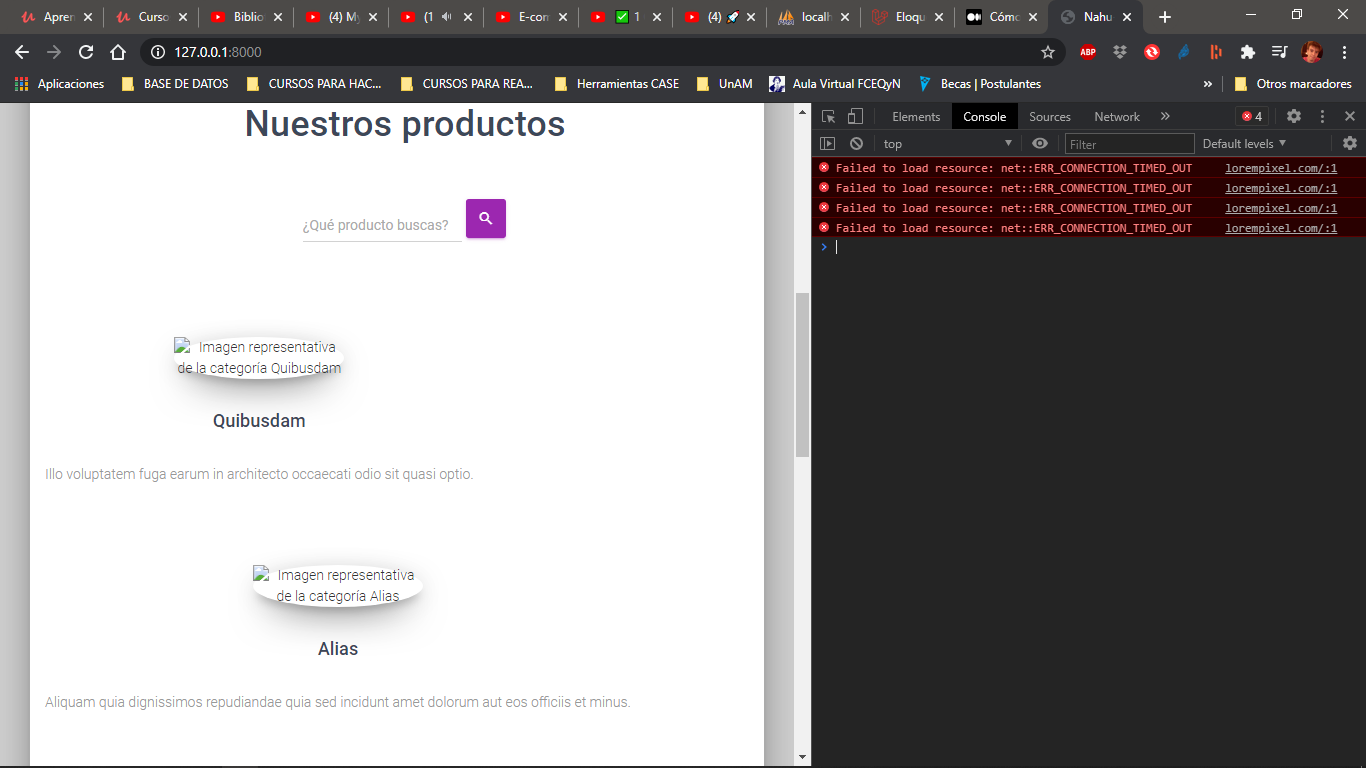 Apren
Curso
Bibliot
(4) My
(1
E-com
✅ 1
(4) 🚀
localh
Eloqu
Cómo
Nahu
127.0.0.1:8000
ABP
Aplicaciones
BASE DE DATOS
CURSOS PARA HAC...
CURSOS PARA REA...
Herramientas CASE
UnAM
Aula Virtual FCEQyN
Becas | Postulantes
»
Otros marcadores
Nuestros productos
¿Qué producto buscas?
Imagen representativa
de la categoría Quibusdam
Quibusdam
Illo voluptatem fuga earum in architecto occaecati odio sit quasi optio.
Imagen representativa
de la categoría Alias
Alias
Aliquam quia dignissimos repudiandae quia sed incidunt amet dolorum aut eos officiis et minus.
Elements Console Sources Network » 4
top Filter Default levels
Failed to load resource: net::ERR_CONNECTION_TIMED_OUT lorempixel.com/:1
Failed to load resource: net::ERR_CONNECTION_TIMED_OUT lorempixel.com/:1
Failed to load resource: net::ERR_CONNECTION_TIMED_OUT lorempixel.com/:1
Failed to load resource: net::ERR_CONNECTION_TIMED_OUT lorempixel.com/:1